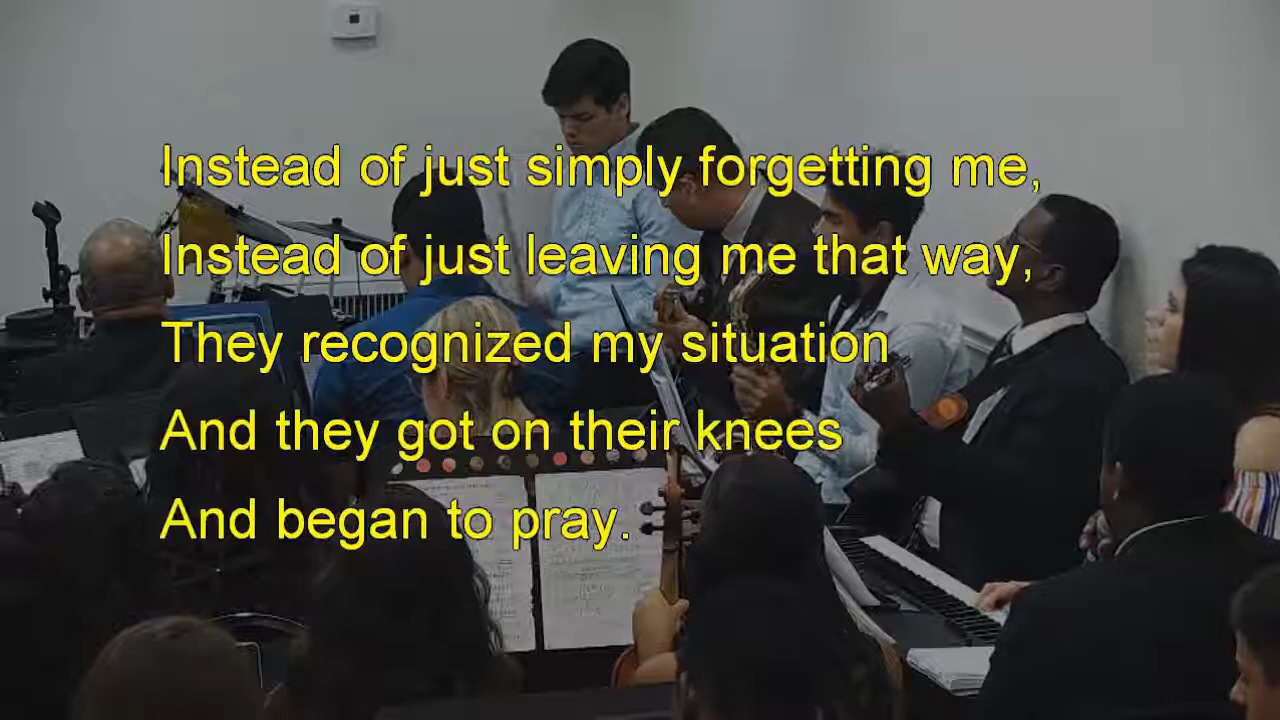 Instead of just simply forgetting me,
Instead of just leaving me that way,
They recognized my situation
And they got on their knees
And began to pray.